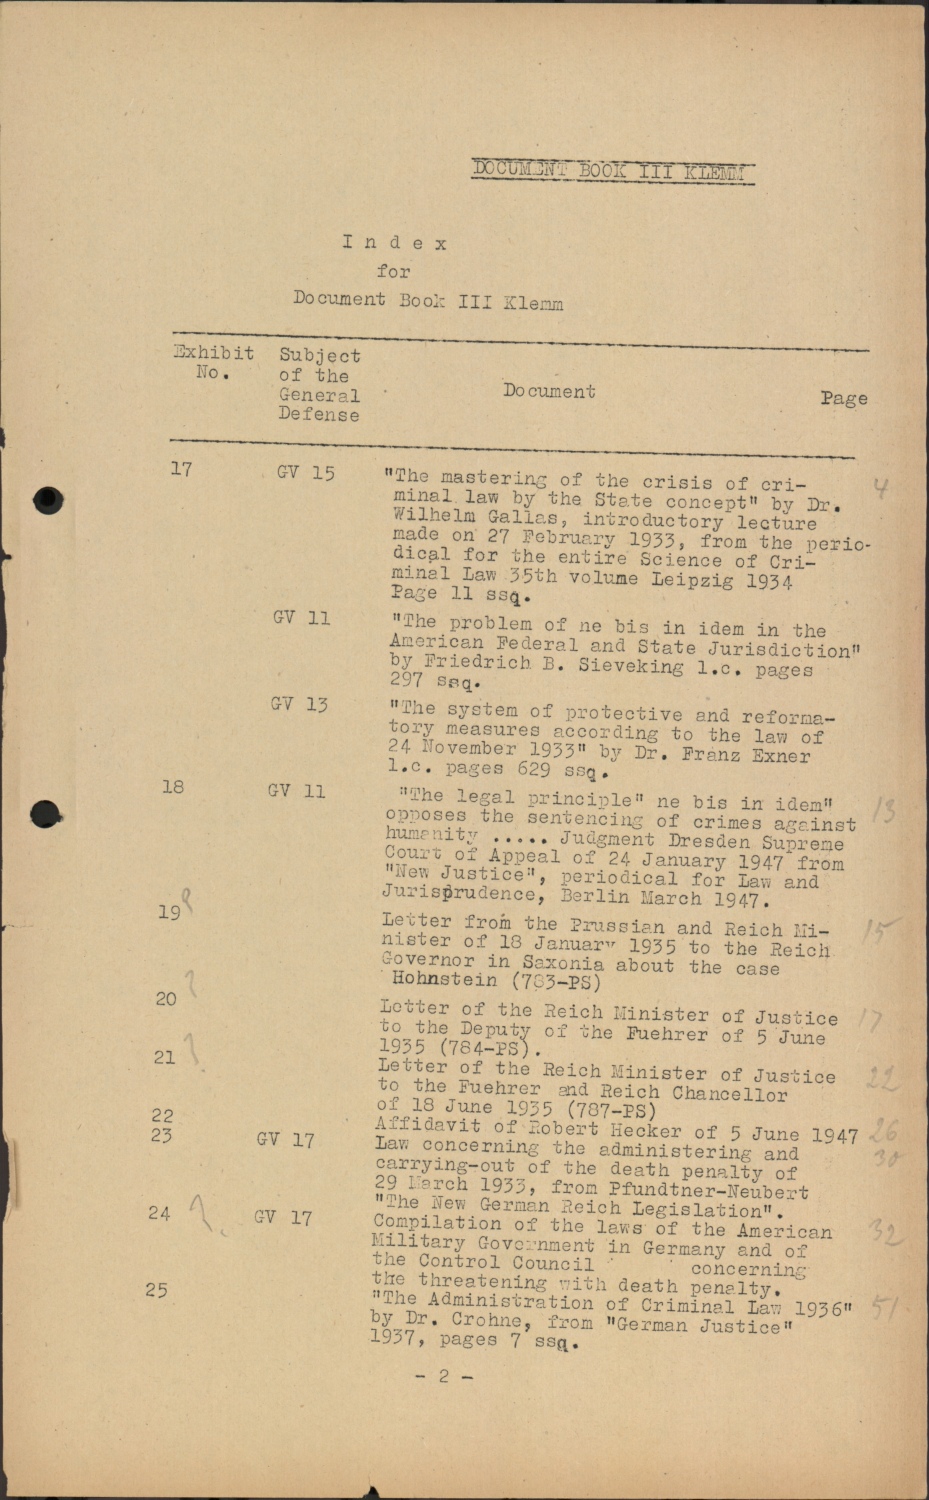 DOCUMENT BOOK III KLEMM
Index
for
Document Book III Klemm
Exhibit No. Subject of the General Defense Document Page
17 GV 15 "The mastering of the crisis of cri- 4
minal law by the State concept" by Dr.
Wilhelm Gallas, introductory lecture
made on 27 February 1933, from the perio-
dical for the entire Science of Cri-
minal Law 35th volume Leipzig 1934
Page 11 ssq.
GV 11 "The problem of ne bis in idem in the
American Federal and State Jurisdiction"
by Friedrich B. Sieveking l.c. pages
297 ssq.
GV 13 "The system of protective and reforma-
tory measures according to the law of
24 November 1933" by Dr. Franz Exner
l.c. pages 629 ssq.
18 GV 11 "The legal principle" ne bis in idem" 13
opposes the sentencing of crimes against
humanity ..... Judgment Dresden Supreme
Court of Appeal of 24 January 1947 from
"New Justice", periodical for Law and
Jurisprudence, Berlin March 1947.
19 Letter from the Prussian and Reich Mi- 15
nister of 18 January 1935 to the Reich
Governor in Saxonia about the case
Hohnstein (783-PS)
20 Letter of the Reich Minister of Justice 17
to the Deputy of the Fuehrer of 5 June
1935 (784-PS).
21 Letter of the Reich Minister of Justice 22
to the Fuehrer and Reich Chancellor
of 18 June 1935 (787-PS)
22 Affidavit of Robert Hecker of 5 June 1947 26
23 GV 17 Law concerning the administering and 30
carrying-out of the death penalty of
29 March 1933, from Pfundtner-Neubert
"The New German Reich Legislation".
24 GV 17 Compilation of the laws of the American 32
Military Government in Germany and of
the Control Council concerning
the threatening with death penalty.
25 "The Administration of Criminal Law 1936" 51
by Dr. Crohne, from "German Justice"
1937, pages 7 ssq.
- 2 -